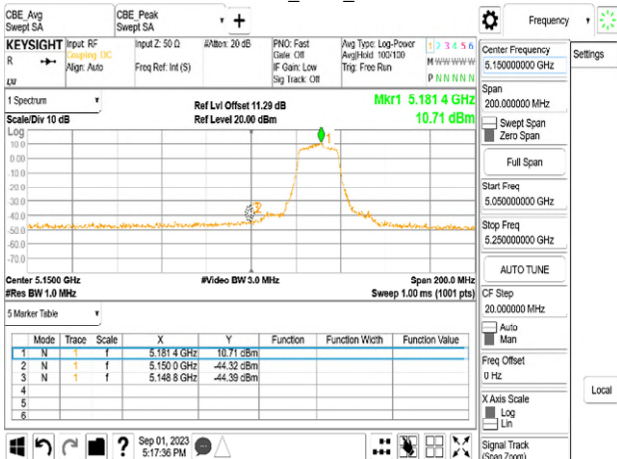 CBE_Avg
Swept SA
CBE_Peak
Swept SA
+
Frequency
KEYSIGHT
R
LXI
Input: RF
Coupling: DC
Align: Auto
Input Z: 50 Ω
Freq Ref: Int (S)
#Atten: 20 dB
PNO: Fast
Gate: Off
IF Gain: Low
Sig Track: Off
Avg Type: Log-Power
Avg|Hold: 100/100
Trig: Free Run
1 2 3 4 5 6
M W W W W W
P N N N N N
Center Frequency
5.150000000 GHz
Settings
Span
200.000000 MHz
Swept Span
Zero Span
Full Span
Start Freq
5.050000000 GHz
Stop Freq
5.250000000 GHz
AUTO TUNE
CF Step
20.000000 MHz
Auto
Man
Freq Offset
0 Hz
X Axis Scale
Log
Lin
Signal Track
(Span Zoom)
Local
1 Spectrum
Scale/Div 10 dB
Ref Lvl Offset 11.29 dB
Ref Level 20.00 dBm
Mkr1 5.181 4 GHz
10.71 dBm
Log
10.0
0.00
-10.0
-20.0
-30.0
-40.0
-50.0
-60.0
-70.0
1
2
Center 5.1500 GHz
#Res BW 1.0 MHz
#Video BW 3.0 MHz
Span 200.0 MHz
Sweep 1.00 ms (1001 pts)
5 Marker Table
Mode Trace Scale X Y Function Function Width Function Value
1 N 1 f 5.181 4 GHz 10.71 dBm
2 N 1 f 5.150 0 GHz -44.32 dBm
3 N 1 f 5.148 8 GHz -44.39 dBm
4
5
6
?
Sep 01, 2023
5:17:36 PM